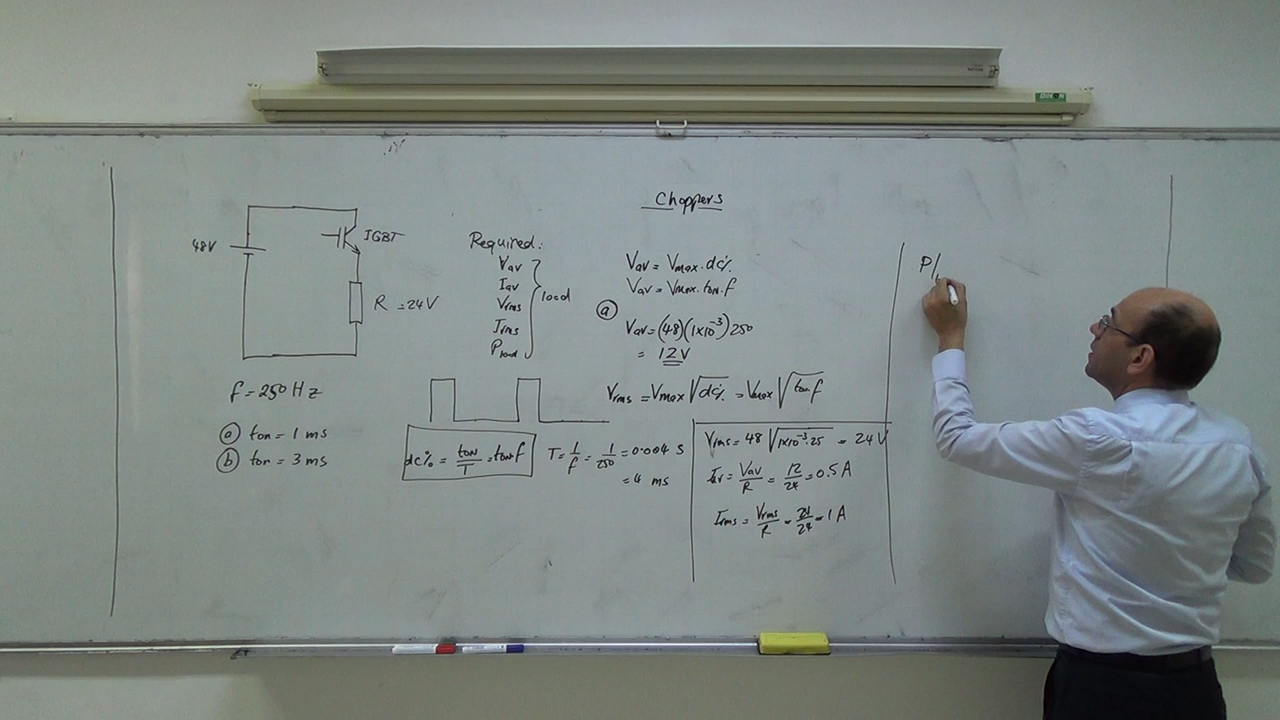 Choppers
48V
IGBT
R = 24V
f = 250 Hz
ⓐ ton = 1 ms
ⓑ ton = 3 ms
Required:
Vav
Iav
Vrms
Irms
Pload
load
dc% = ton/T = ton f
T = 1/f = 1/250 = 0.004 S
= 4 ms
Vav = Vmax . dc%
Vav = Vmax . ton . f
ⓐ
Vav = (48)(1x10⁻³) 250
= 12 V
Vrms = Vmax √dc% = Vmax √ton f
Vrms = 48 √1x10⁻³.25 = 24 V
Iav = Vav/R = 12/24 = 0.5 A
Irms = Vrms/R = 24/24 = 1 A
P/